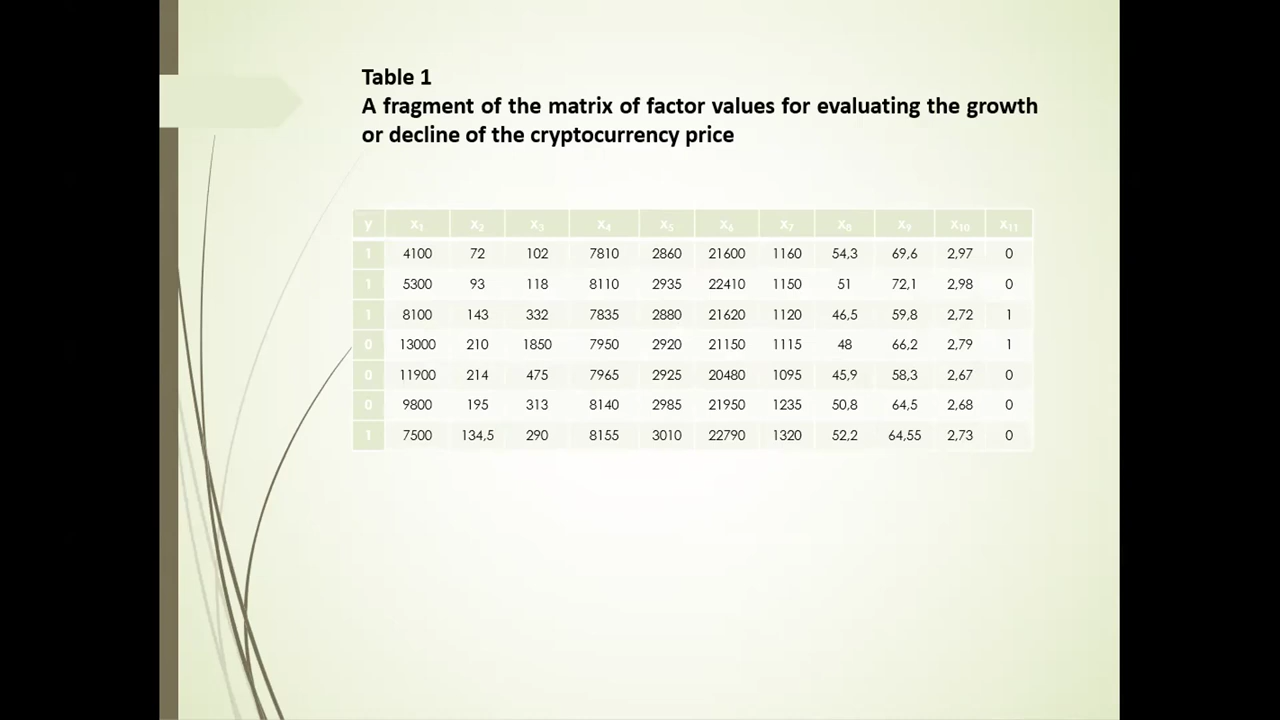 Table 1
A fragment of the matrix of factor values for evaluating the growth
or decline of the cryptocurrency price
y x₁ x₂ x₃ x₄ x₅ x₆ x₇ x₈ x₉ x₁₀ x₁₁
1 4100 72 102 7810 2860 21600 1160 54,3 69,6 2,97 0
1 5300 93 118 8110 2935 22410 1150 51 72,1 2,98 0
1 8100 143 332 7835 2880 21620 1120 46,5 59,8 2,72 1
0 13000 210 1850 7950 2920 21150 1115 48 66,2 2,79 1
0 11900 214 475 7965 2925 20480 1095 45,9 58,3 2,67 0
0 9800 195 313 8140 2985 21950 1235 50,8 64,5 2,68 0
1 7500 134,5 290 8155 3010 22790 1320 52,2 64,55 2,73 0